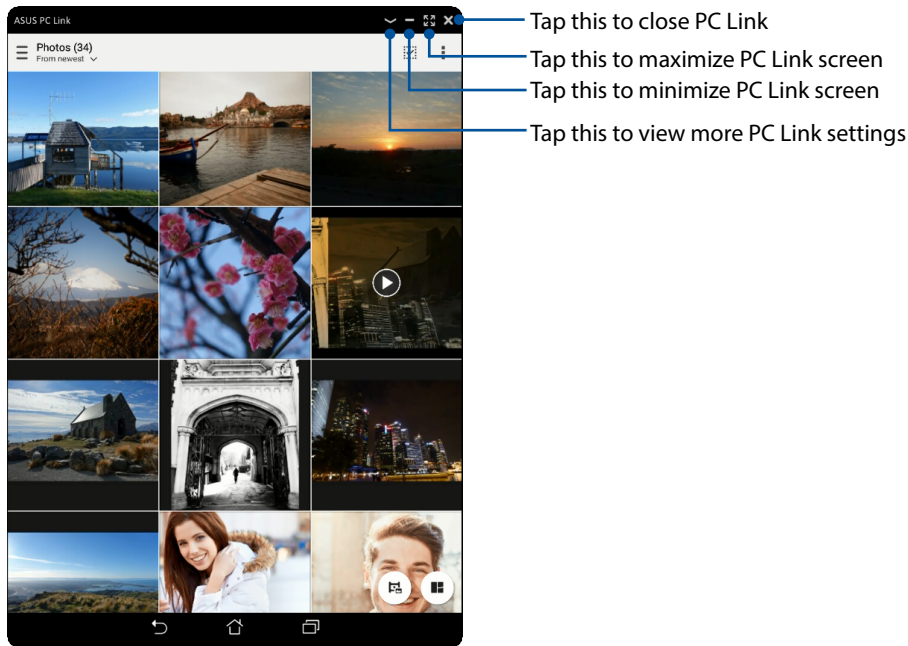 ASUS PC Link
Tap this to close PC Link
Photos (34)
From newest
Tap this to maximize PC Link screen
Tap this to minimize PC Link screen
Tap this to view more PC Link settings